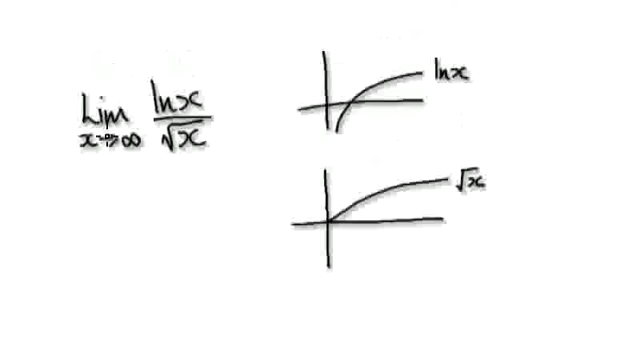 Lim ln x / √x
x→∞
ln x
√x